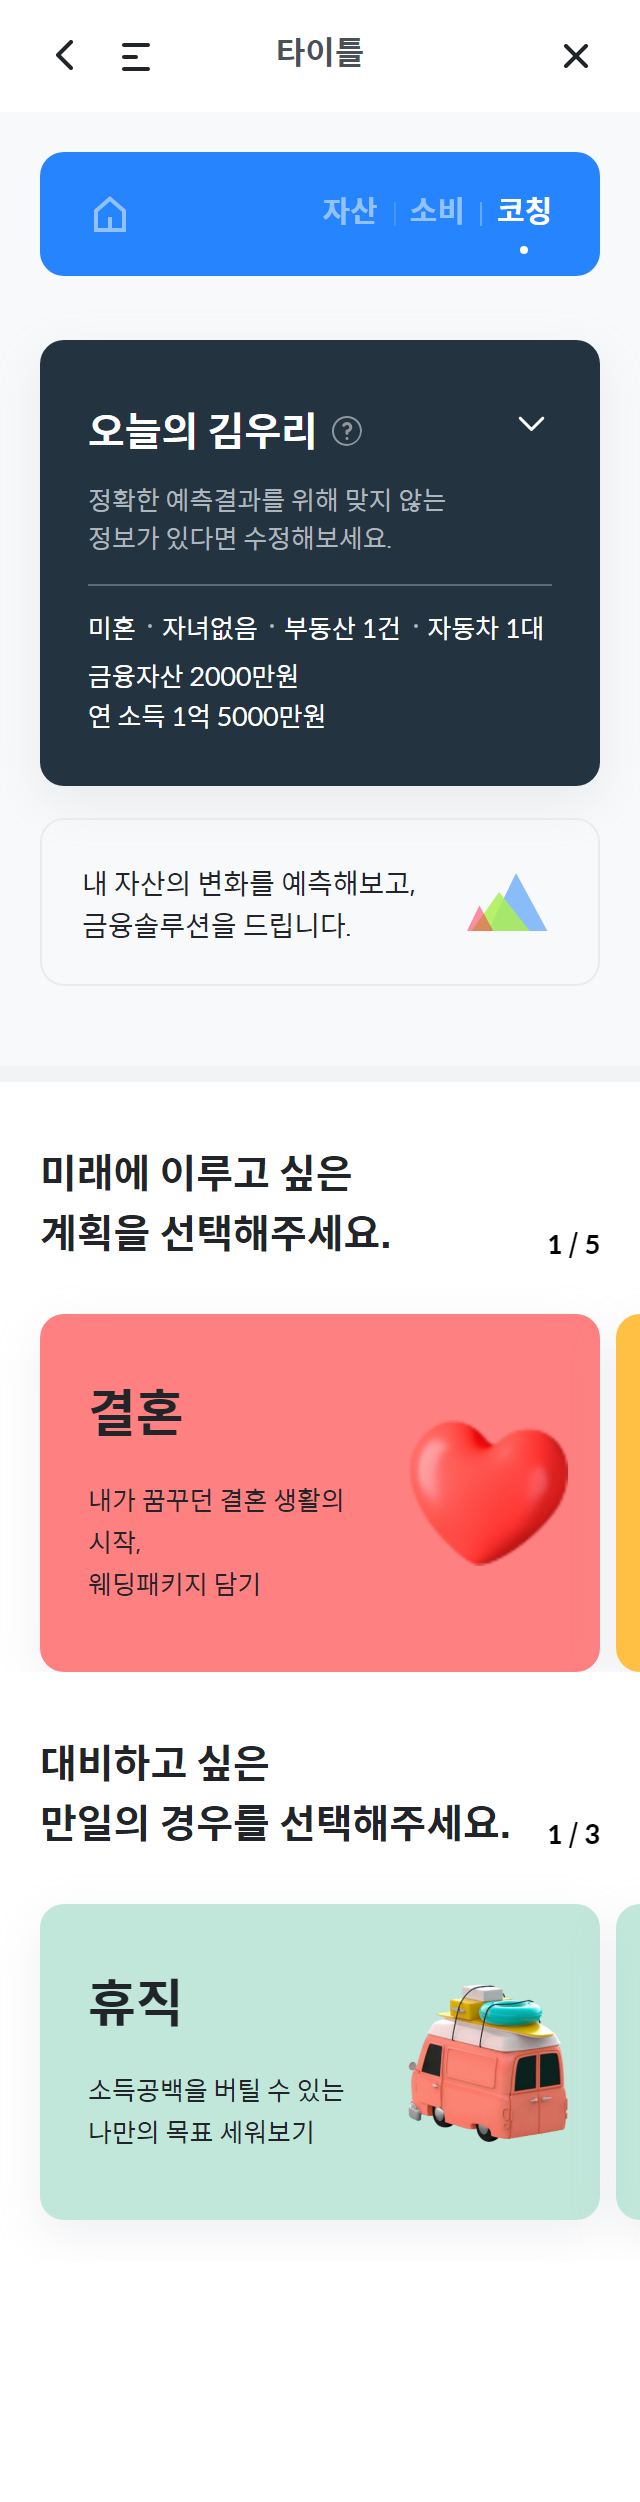 타이틀
자산 | 소비 | 코칭
오늘의 김우리 ?
정확한 예측결과를 위해 맞지 않는
정보가 있다면 수정해보세요.
미혼 · 자녀없음 · 부동산 1건 · 자동차 1대
금융자산 2000만원
연 소득 1억 5000만원
내 자산의 변화를 예측해보고,
금융솔루션을 드립니다.
미래에 이루고 싶은
계획을 선택해주세요.
1 / 5
결혼
내가 꿈꾸던 결혼 생활의
시작,
웨딩패키지 담기
대비하고 싶은
만일의 경우를 선택해주세요.
1 / 3
휴직
소득공백을 버틸 수 있는
나만의 목표 세워보기